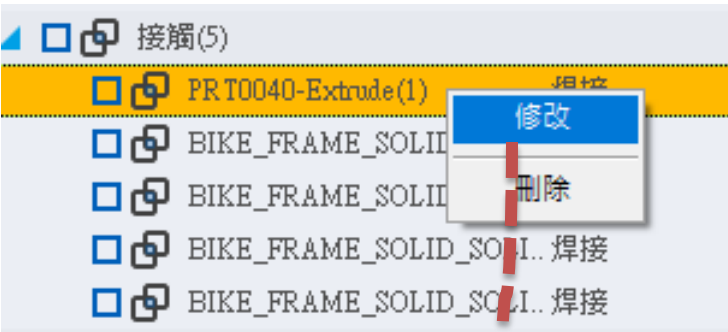 接觸(5)
PRT0040-Extrude(1) 焊接
修改
BIKE_FRAME_SOLID
刪除
BIKE_FRAME_SOLID
BIKE_FRAME_SOLID_SOLI.. 焊接
BIKE_FRAME_SOLID_SOLI.. 焊接